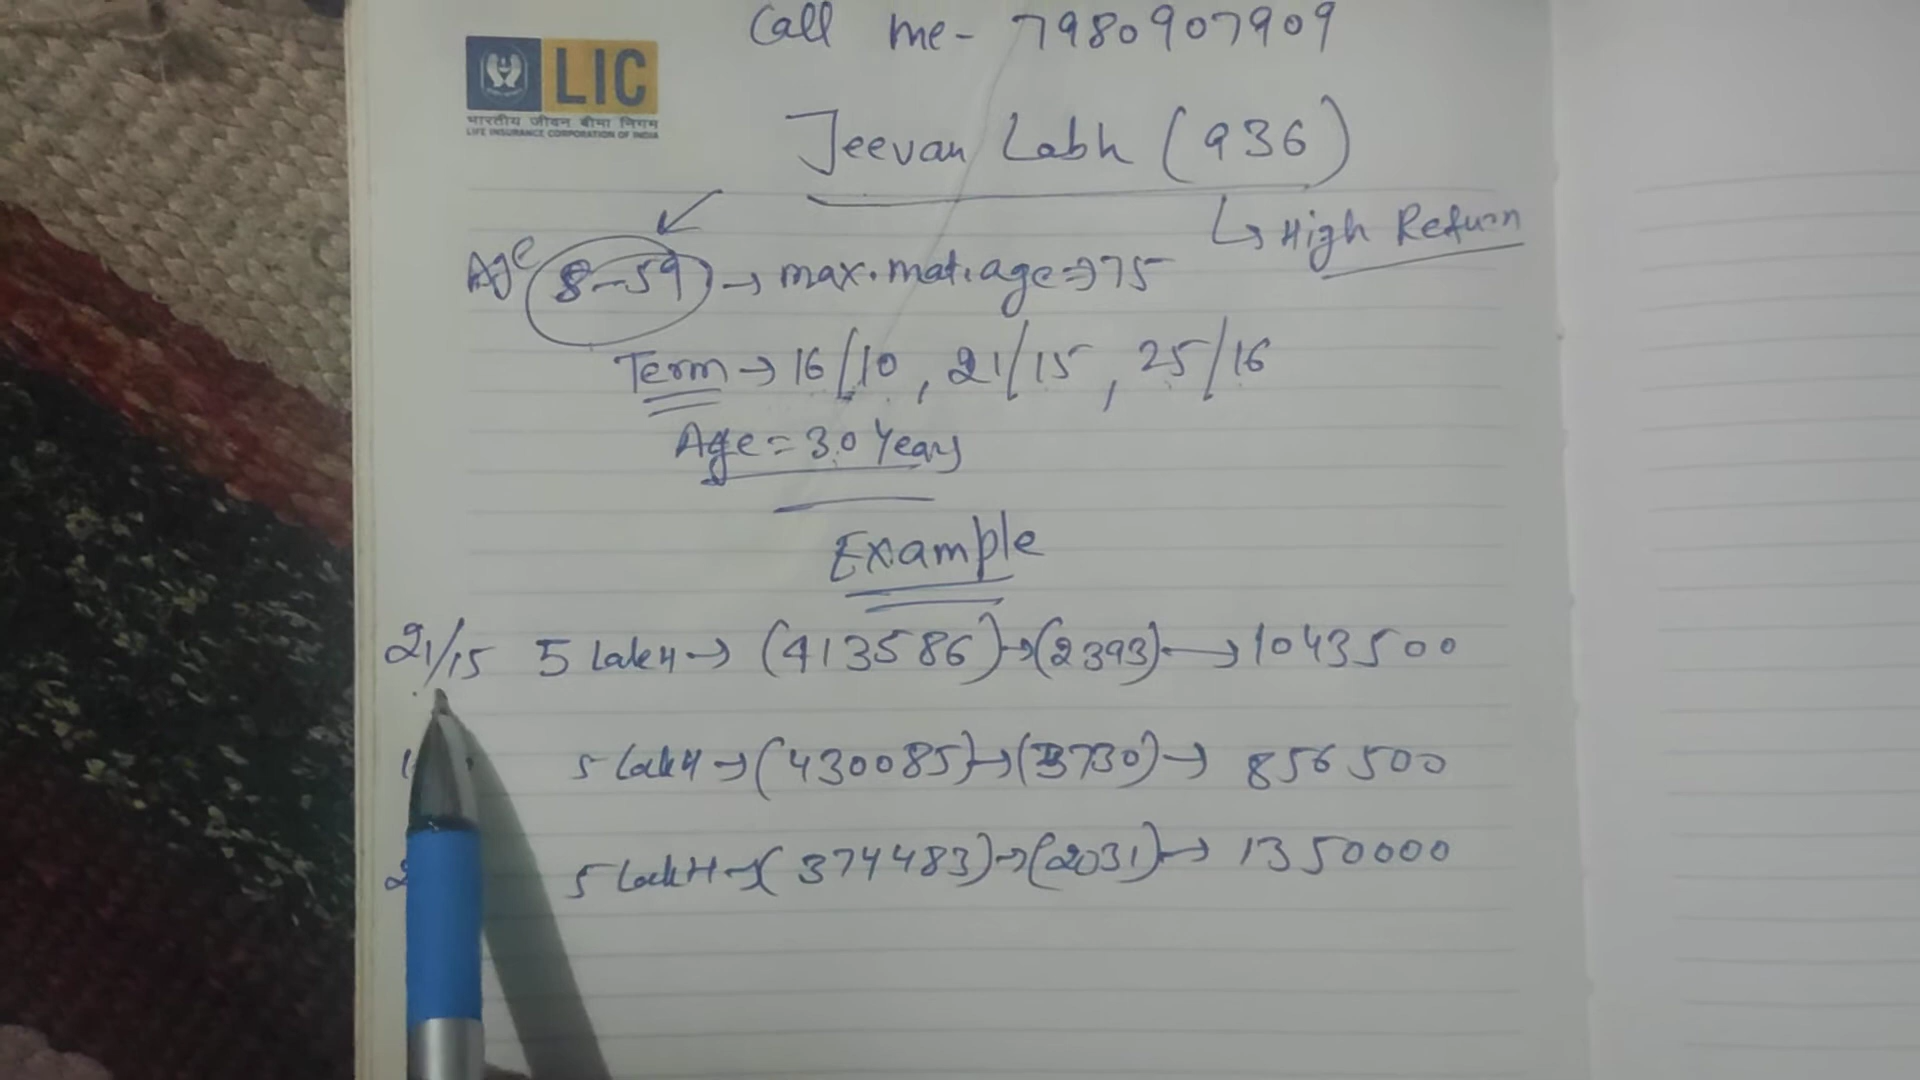 Call me- 7980907909
LIC
भारतीय जीवन बीमा निगम
LIFE INSURANCE CORPORATION OF INDIA
Jeevan Labh (936)
↳ High Return
Age 8-59 → max.mat.age⇒75
Term → 16/10, 21/15, 25/16
Age = 30 Years
Example
21/15 5 lakh → (413586) → (2393) → 1043500
5 lakh → (430085) → (3730) → 856500
5 lakh → (374483) → (2031) → 1350000